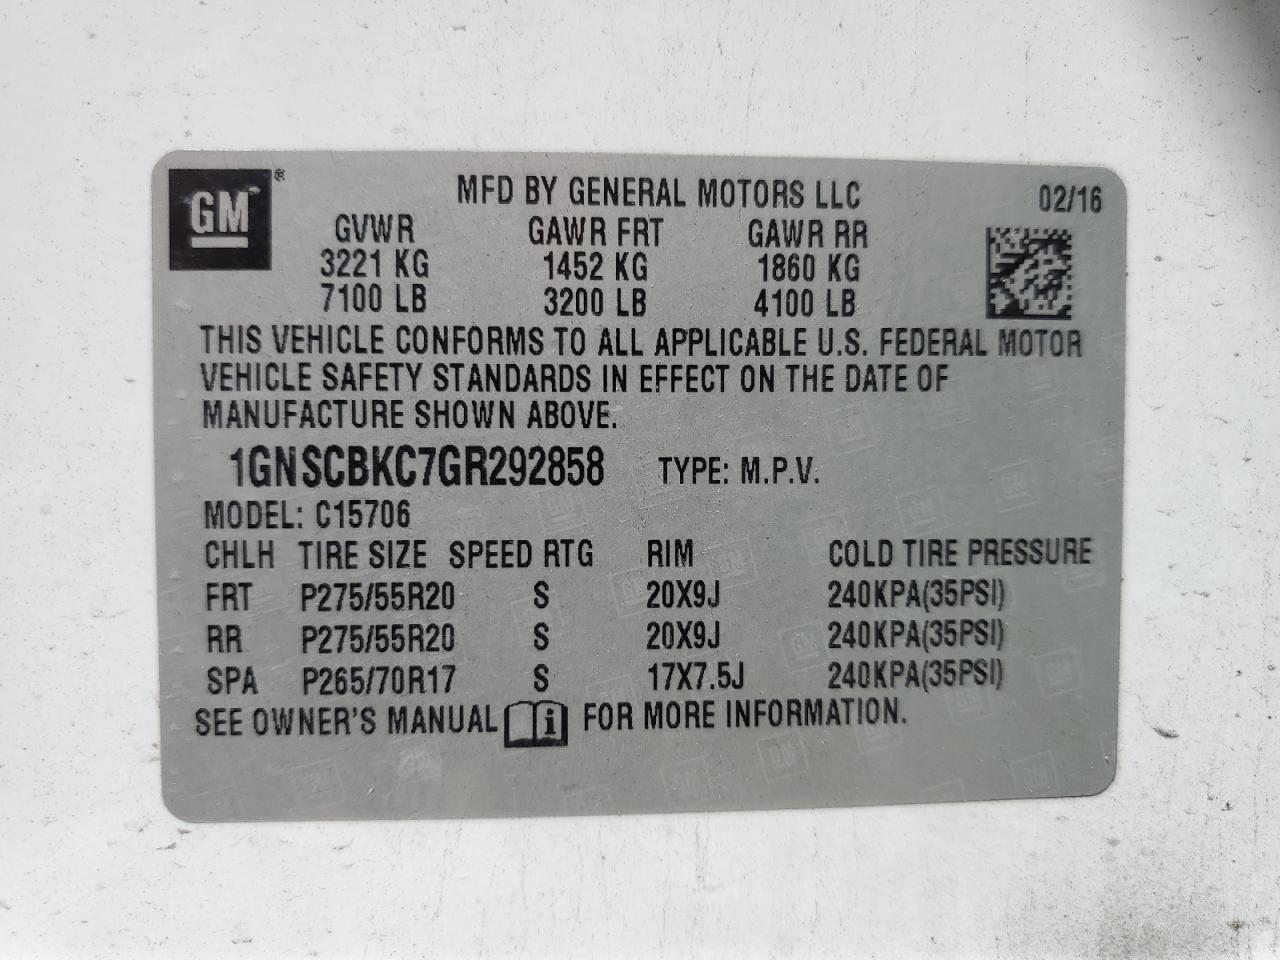 GM®
MFD BY GENERAL MOTORS LLC 02/16
GVWR GAWR FRT GAWR RR
3221 KG 1452 KG 1860 KG
7100 LB 3200 LB 4100 LB
THIS VEHICLE CONFORMS TO ALL APPLICABLE U.S. FEDERAL MOTOR
VEHICLE SAFETY STANDARDS IN EFFECT ON THE DATE OF
MANUFACTURE SHOWN ABOVE.
1GNSCBKC7GR292858 TYPE: M.P.V.
MODEL: C15706
CHLH TIRE SIZE SPEED RTG RIM COLD TIRE PRESSURE
FRT P275/55R20 S 20X9J 240KPA(35PSI)
RR P275/55R20 S 20X9J 240KPA(35PSI)
SPA P265/70R17 S 17X7.5J 240KPA(35PSI)
SEE OWNER'S MANUAL i FOR MORE INFORMATION.